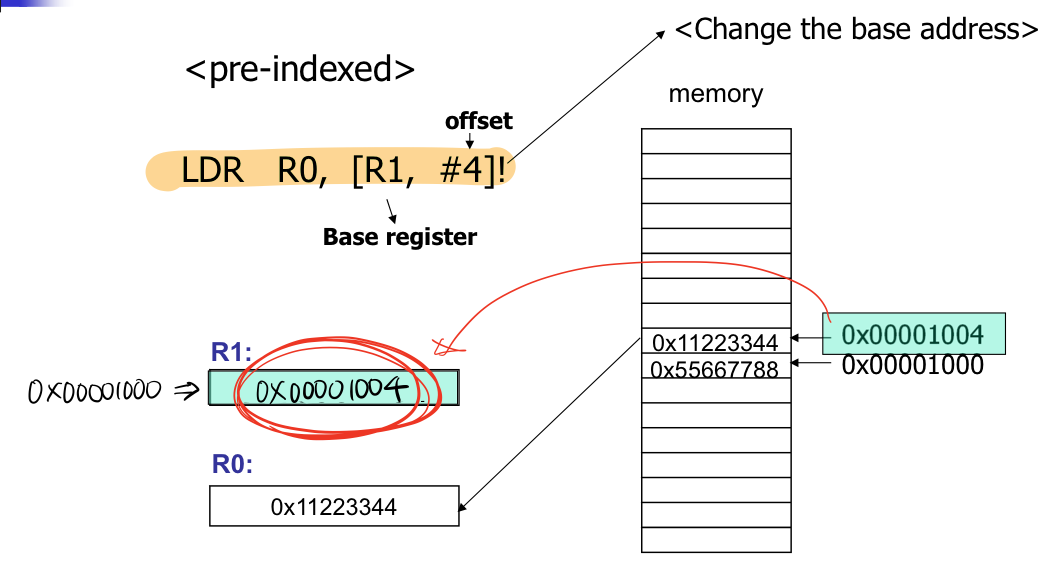 <Change the base address>
<pre-indexed>
memory
offset
LDR R0, [R1, #4]!
Base register
0x11223344
0x00001004
0x55667788
0x00001000
R1:
0x00001000 ⇒
0x00001004
R0:
0x11223344